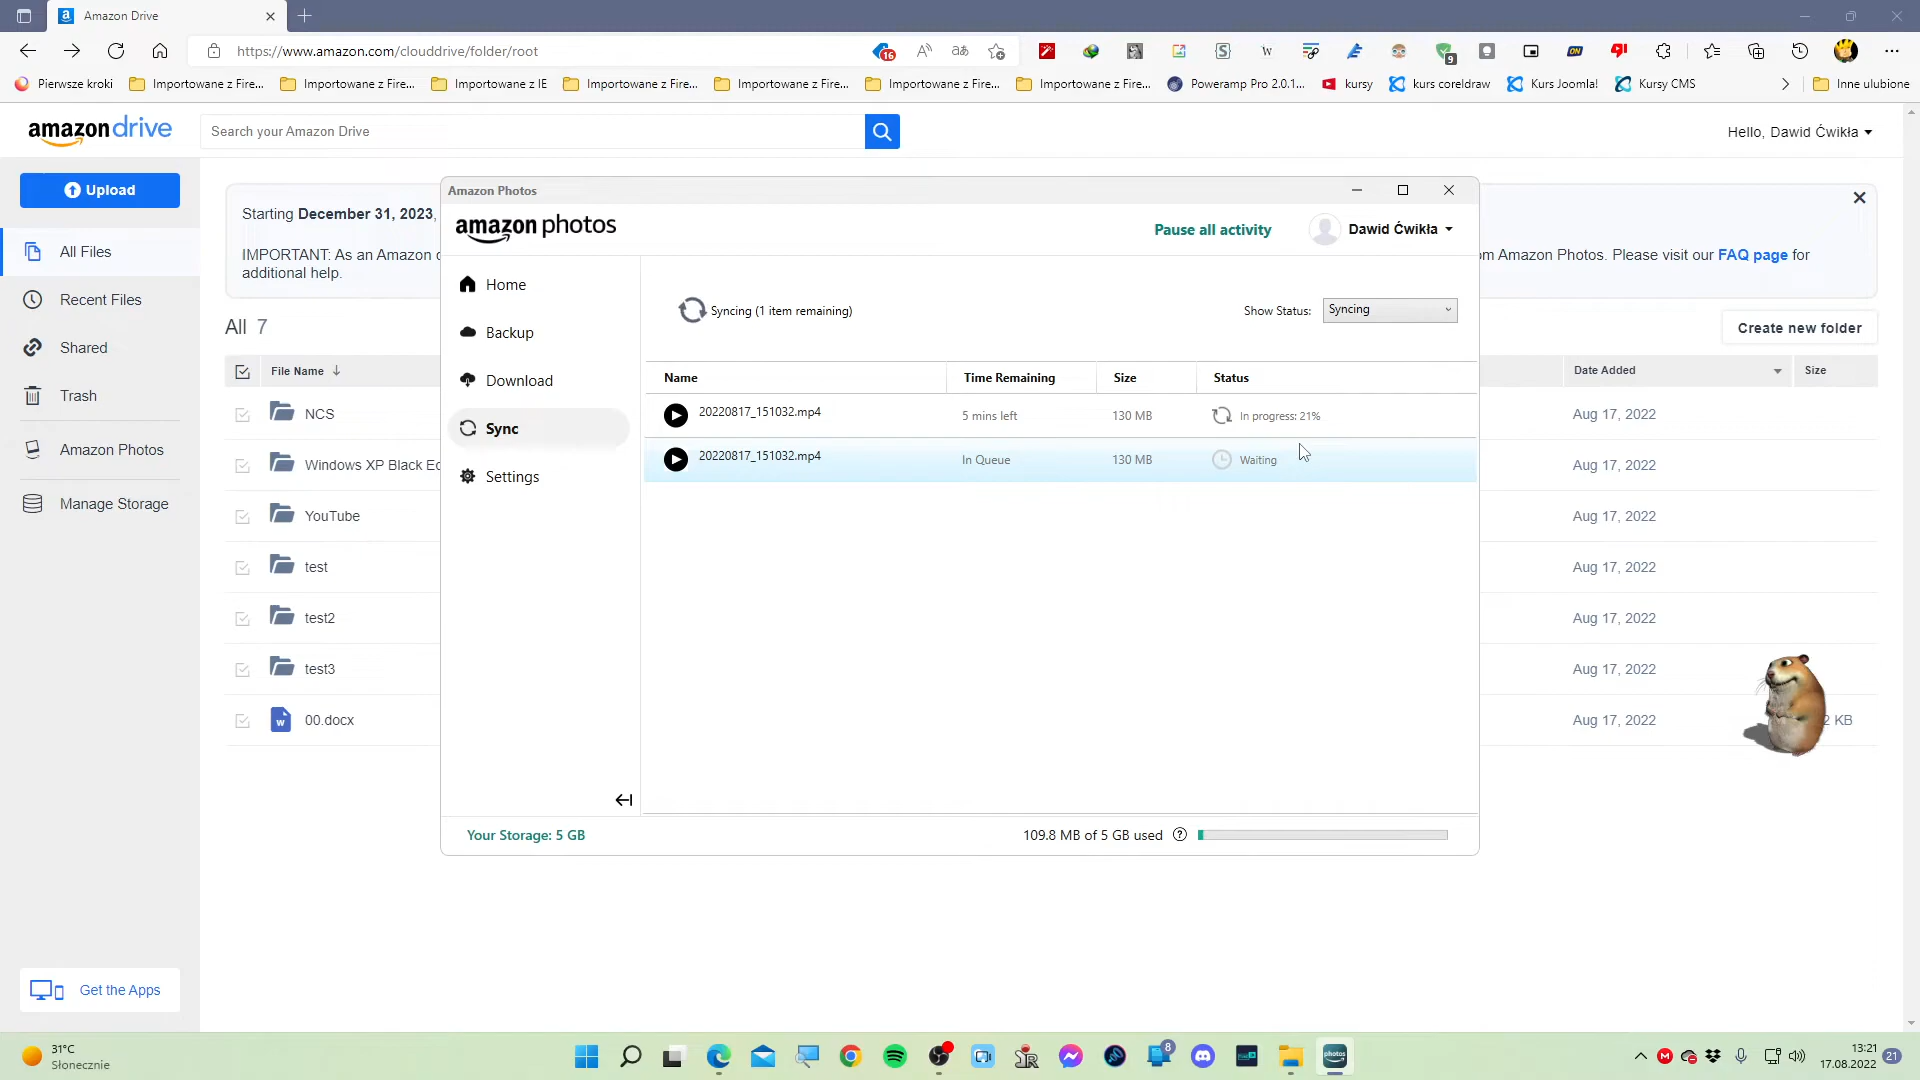 Amazon Drive
https://www.amazon.com/clouddrive/folder/root
16
9
Pierwsze kroki
Importowane z Fire...
Importowane z Fire...
Importowane z IE
Importowane z Fire...
Importowane z Fire...
Importowane z Fire...
Importowane z Fire...
Poweramp Pro 2.0.1...
kursy
kurs coreldraw
Kurs Joomla!
Kursy CMS
Inne ulubione
amazon drive
Search your Amazon Drive
Hello, Dawid Ćwikła
Upload
All Files
Recent Files
Shared
Trash
Amazon Photos
Manage Storage
Get the Apps
Starting December 31, 2023,
IMPORTANT: As an Amazon
om Amazon Photos. Please visit our FAQ page for
additional help.
All 7
Create new folder
File Name
Date Added
Size
NCS
Aug 17, 2022
Windows XP Black Ec
Aug 17, 2022
YouTube
Aug 17, 2022
test
Aug 17, 2022
test2
Aug 17, 2022
test3
Aug 17, 2022
00.docx
Aug 17, 2022
2 KB
Amazon Photos
amazon photos
Pause all activity
Dawid Ćwikła
Home
Backup
Download
Sync
Settings
Syncing (1 item remaining)
Show Status:
Syncing
Name
Time Remaining
Size
Status
20220817_151032.mp4
5 mins left
130 MB
In progress: 21%
20220817_151032.mp4
In Queue
130 MB
Waiting
Your Storage: 5 GB
109.8 MB of 5 GB used
31°C
Słonecznie
8
photos
13:21
17.08.2022
21